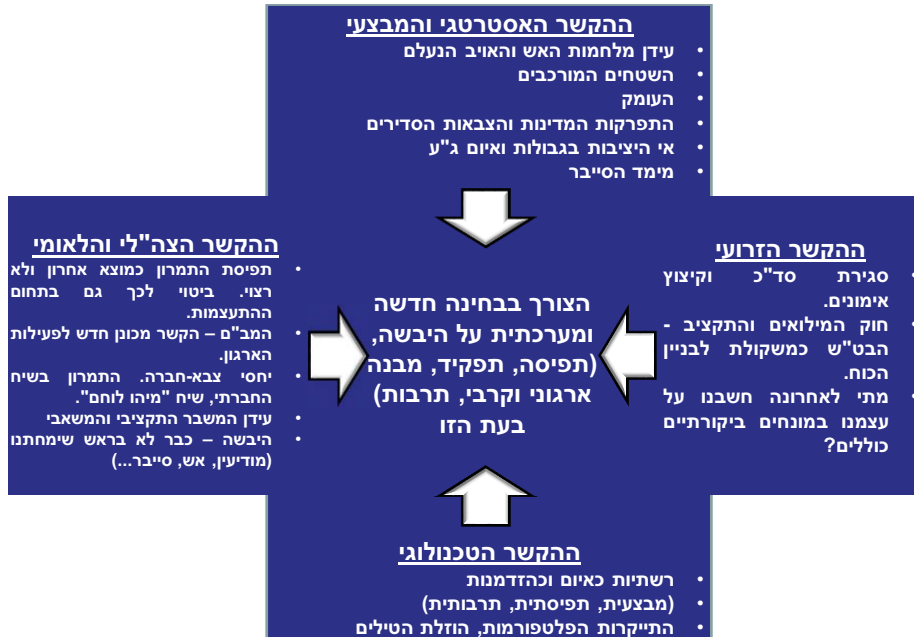 ההקשר האסטרטגי והמבצעי
• עידן מלחמות האש והאויב הנעלם
• השטחים המורכבים
• העומק
• התפרקות המדינות והצבאות הסדירים
• אי היציבות בגבולות ואיום ג"ע
• מימד הסייבר
ההקשר הזרועי
• סגירת סד"כ וקיצוץ
אימונים.
• חוק המילואים והתקציב -
הבט"ש כמשקולת לבניין
הכוח.
• מתי לאחרונה חשבנו על
עצמנו במונחים ביקורתיים
כוללים?
הצורך בבחינה חדשה
ומערכתית על היבשה,
(תפיסה, תפקיד, מבנה
ארגוני וקרבי, תרבות)
בעת הזו
ההקשר הצה"לי והלאומי
• תפיסת התמרון כמוצא אחרון ולא
רצוי. ביטוי לכך גם בתחום
ההתעצמות.
• המב"ם – הקשר מכונן חדש לפעילות
הארגון.
• יחסי צבא-חברה. התמרון בשיח
החברתי, שיח "מיהו לוחם".
• עידן המשבר התקציבי והמשאבי
• היבשה – כבר לא בראש שימחתנו
(מודיעין, אש, סייבר...)
ההקשר הטכנולוגי
• רשתיות כאיום וכהזדמנות
• (מבצעית, תפיסתית, תרבותית)
• התייקרות הפלטפורמות, הוזלת הטילים